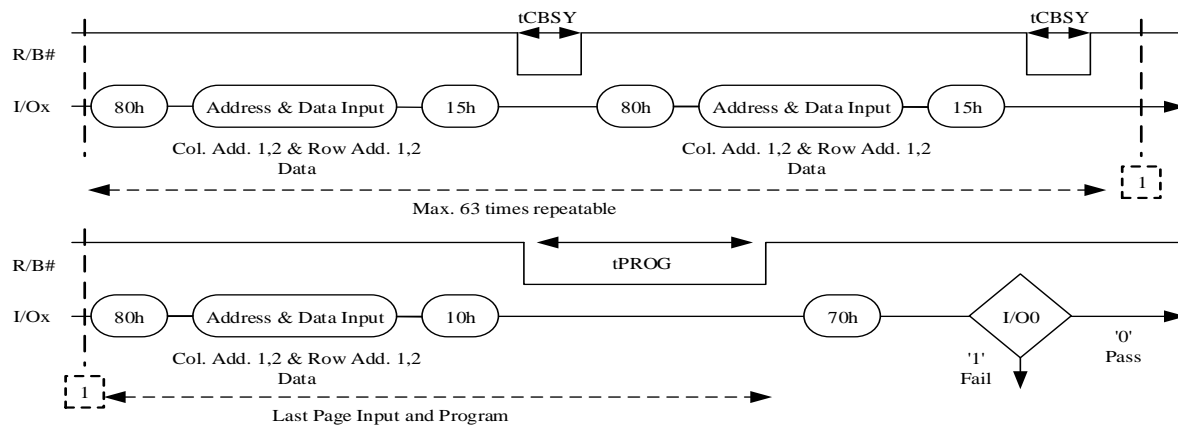 tCBSY tCBSY
R/B#
I/Ox 80h Address & Data Input 15h 80h Address & Data Input 15h
Col. Add. 1,2 & Row Add. 1,2 Col. Add. 1,2 & Row Add. 1,2
Data Data
1
Max. 63 times repeatable
R/B#
tPROG
I/Ox 80h Address & Data Input 10h 70h I/O0
'0'
Col. Add. 1,2 & Row Add. 1,2 '1' Pass
Data Fail
1
Last Page Input and Program